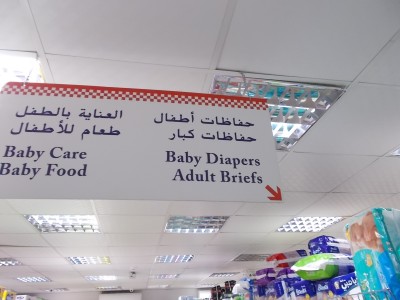 حفاظات أطفال
حفاظات كبار
Baby Diapers
Adult Briefs
العناية بالطفل
طعام للأطفال
Baby Care
Baby Food